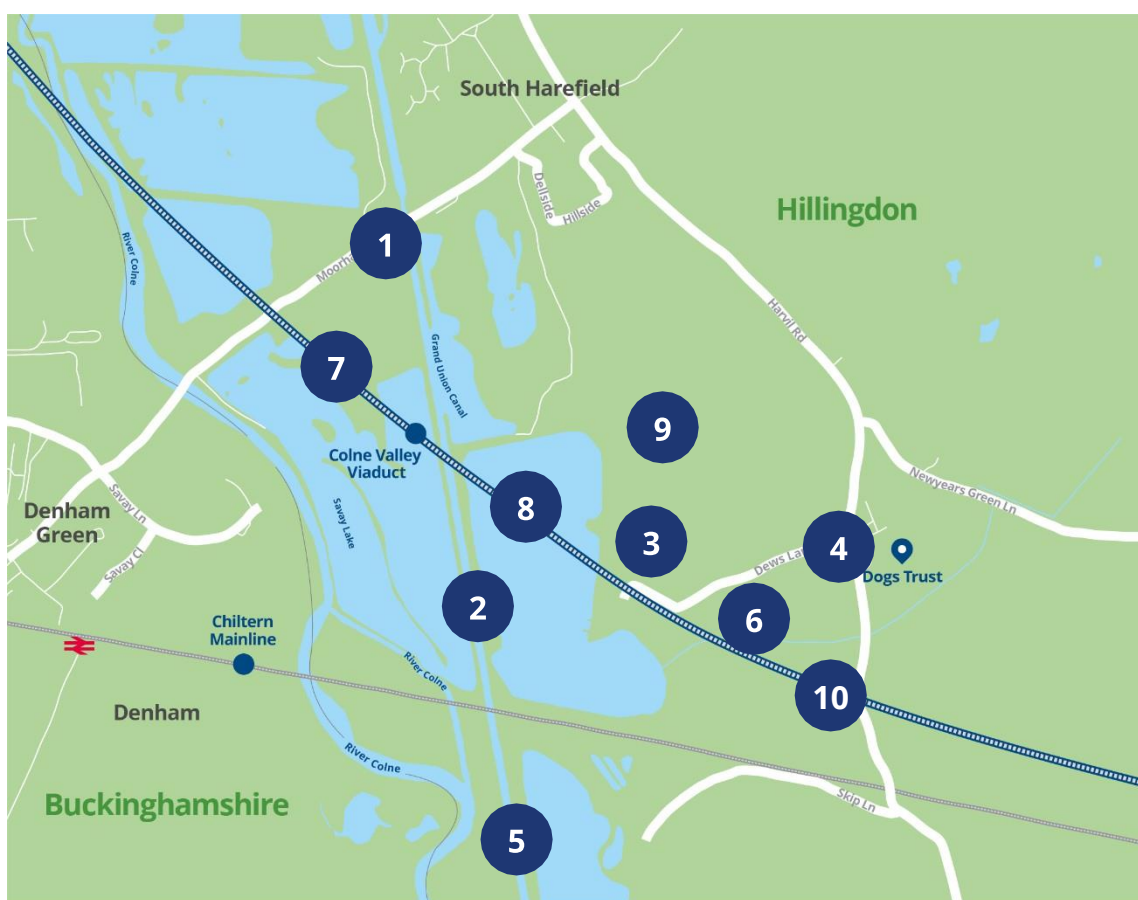 South Harefield
Dellside
Hillside
Hillingdon
River Colne
1
Harvil Rd
Grand Union Canal
7
9
Colne Valley
Viaduct
Newyears Green Ln
Savay Ln
8
Savay Lake
Denham
Green
3
4
Dews
Dogs Trust
Savay Cl
2
6
Chiltern
Mainline
River Colne
10
Denham
River Colne
Buckinghamshire
Skip Ln
5